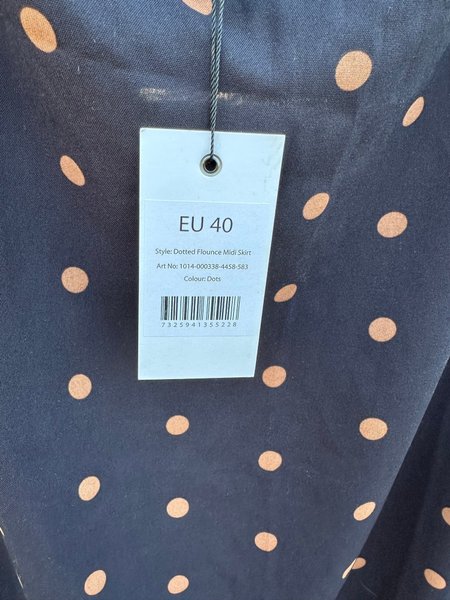 EU 40
Style: Dotted Flounce Midi Skirt
Art No: 1014-000338-4458-583
Colour: Dots
7325941355228